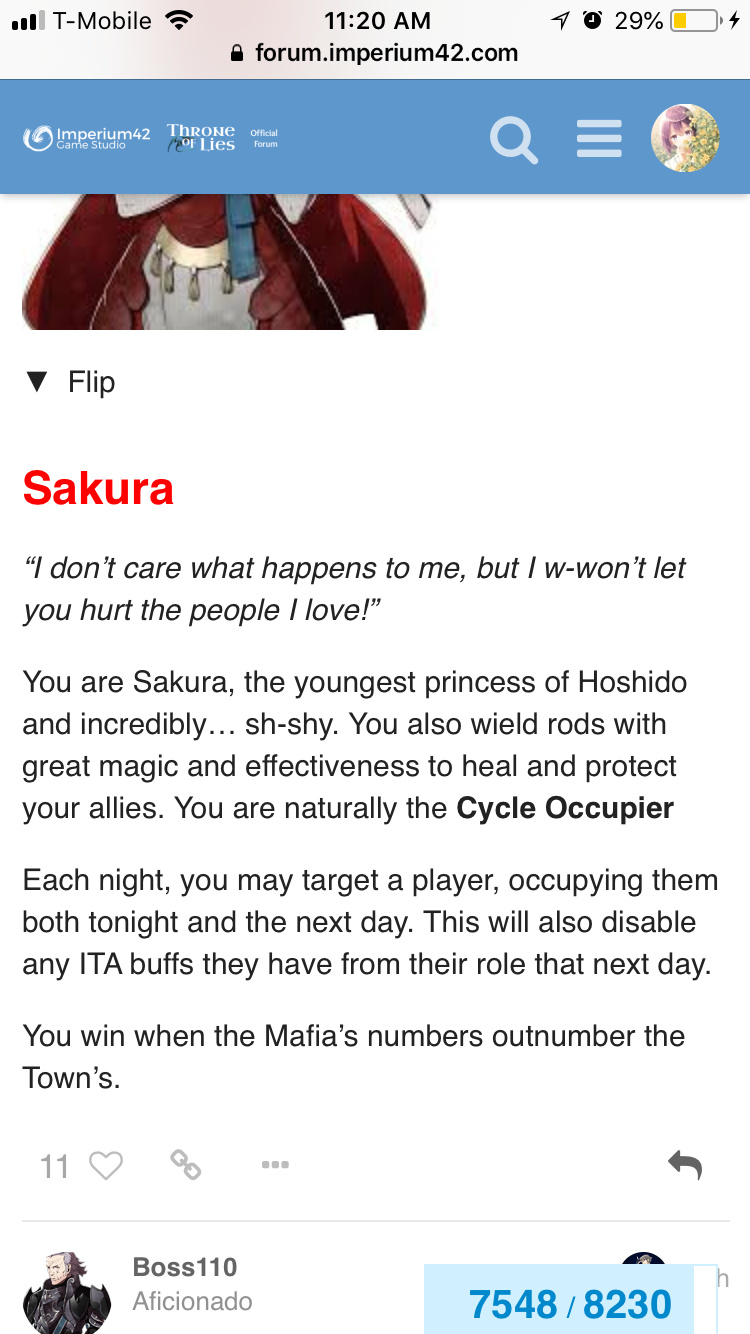 T-Mobile 11:20 AM 29%
forum.imperium42.com
Imperium42 Game Studio THRONE OF LIES Official Forum
▼ Flip
Sakura
“I don’t care what happens to me, but I w-won’t let
you hurt the people I love!”
You are Sakura, the youngest princess of Hoshido
and incredibly… sh-shy. You also wield rods with
great magic and effectiveness to heal and protect
your allies. You are naturally the Cycle Occupier
Each night, you may target a player, occupying them
both tonight and the next day. This will also disable
any ITA buffs they have from their role that next day.
You win when the Mafia’s numbers outnumber the
Town’s.
11
Boss110
Aficionado
h
7548 / 8230